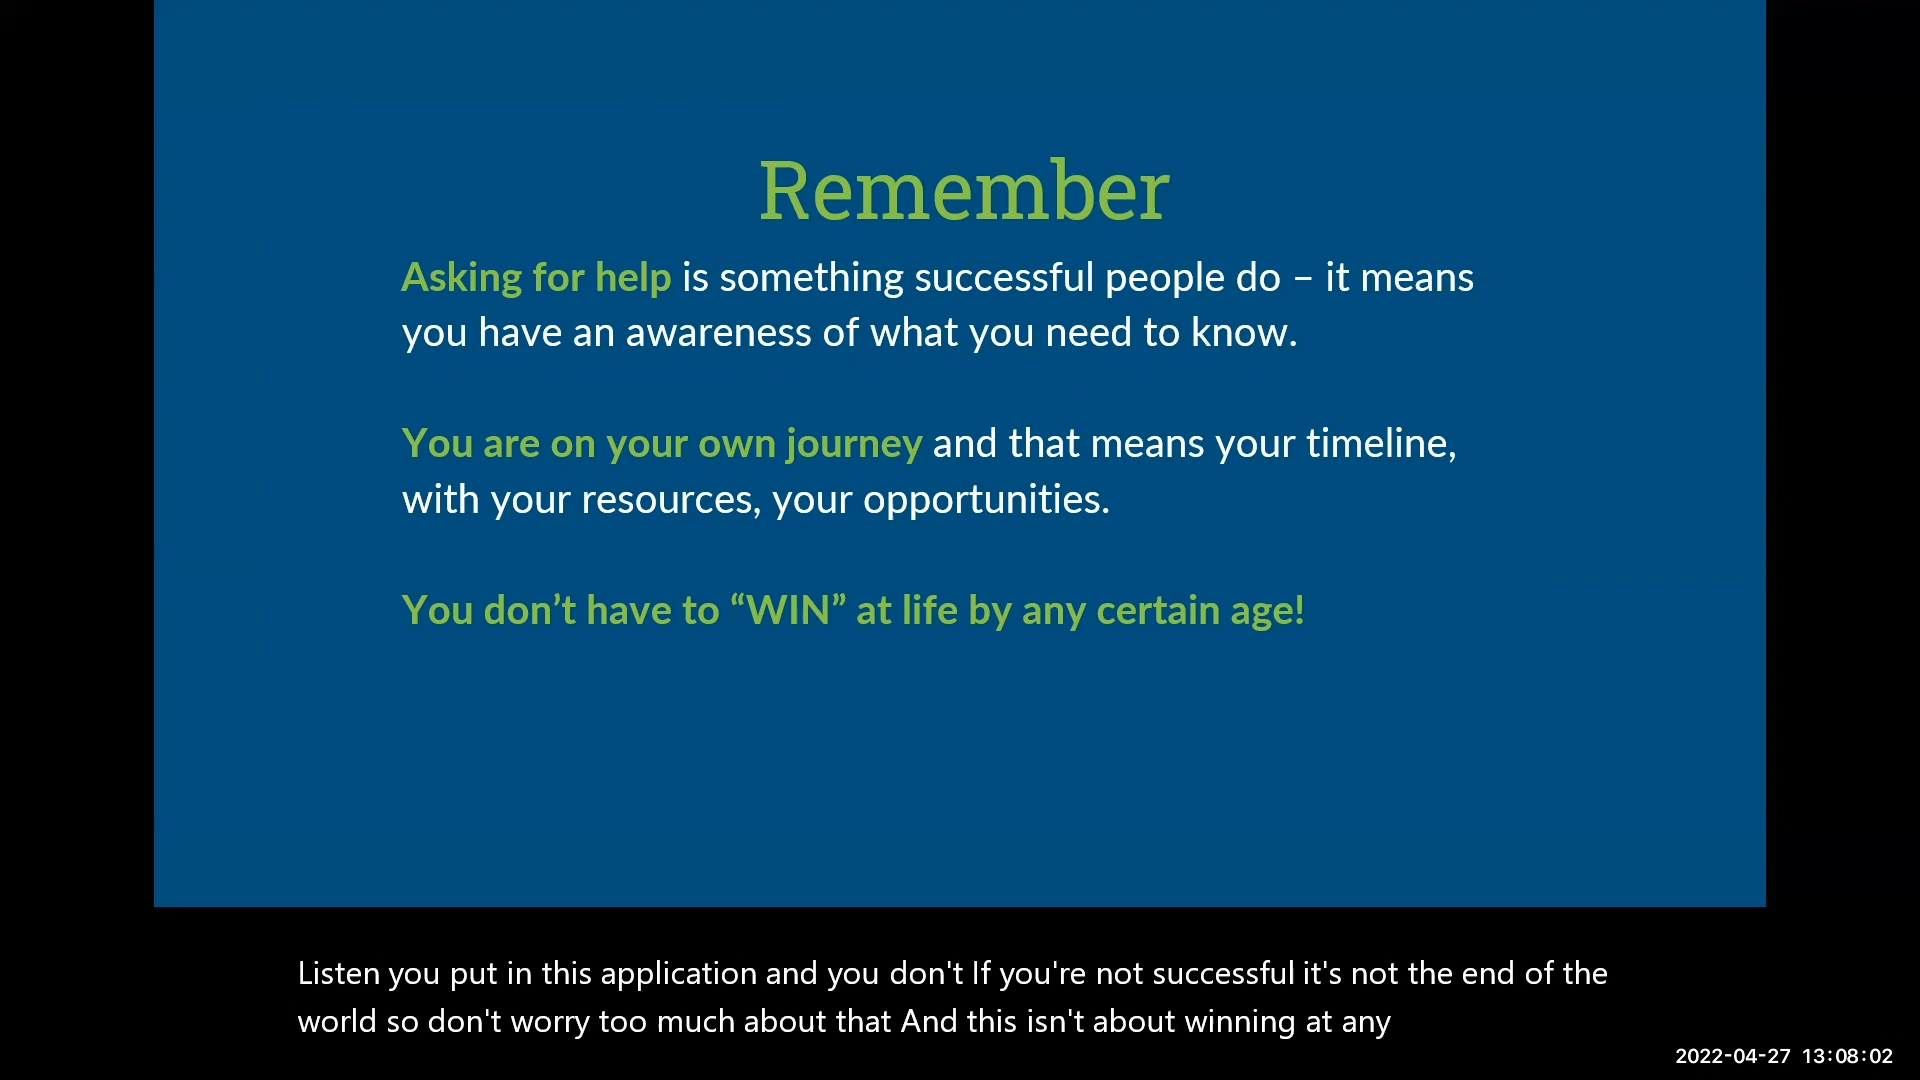 Remember
Asking for help is something successful people do – it means
you have an awareness of what you need to know.
You are on your own journey and that means your timeline,
with your resources, your opportunities.
You don’t have to “WIN” at life by any certain age!
Listen you put in this application and you don't If you're not successful it's not the end of the
world so don't worry too much about that And this isn't about winning at any
2022-04-27 13:08:02